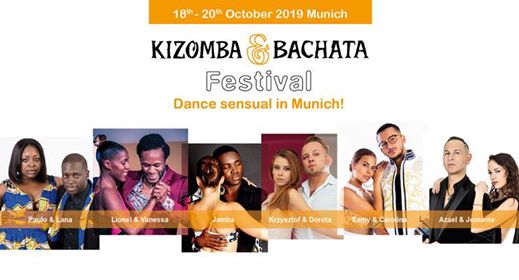 18th - 20th October 2019 Munich
KIZOMBA & BACHATA
Festival
Dance sensual in Munich!
Paulo & Lana
Lionel & Vanessa
Jamba
Krzysztof & Dorota
Samy & Carolina
Azael & Jomante